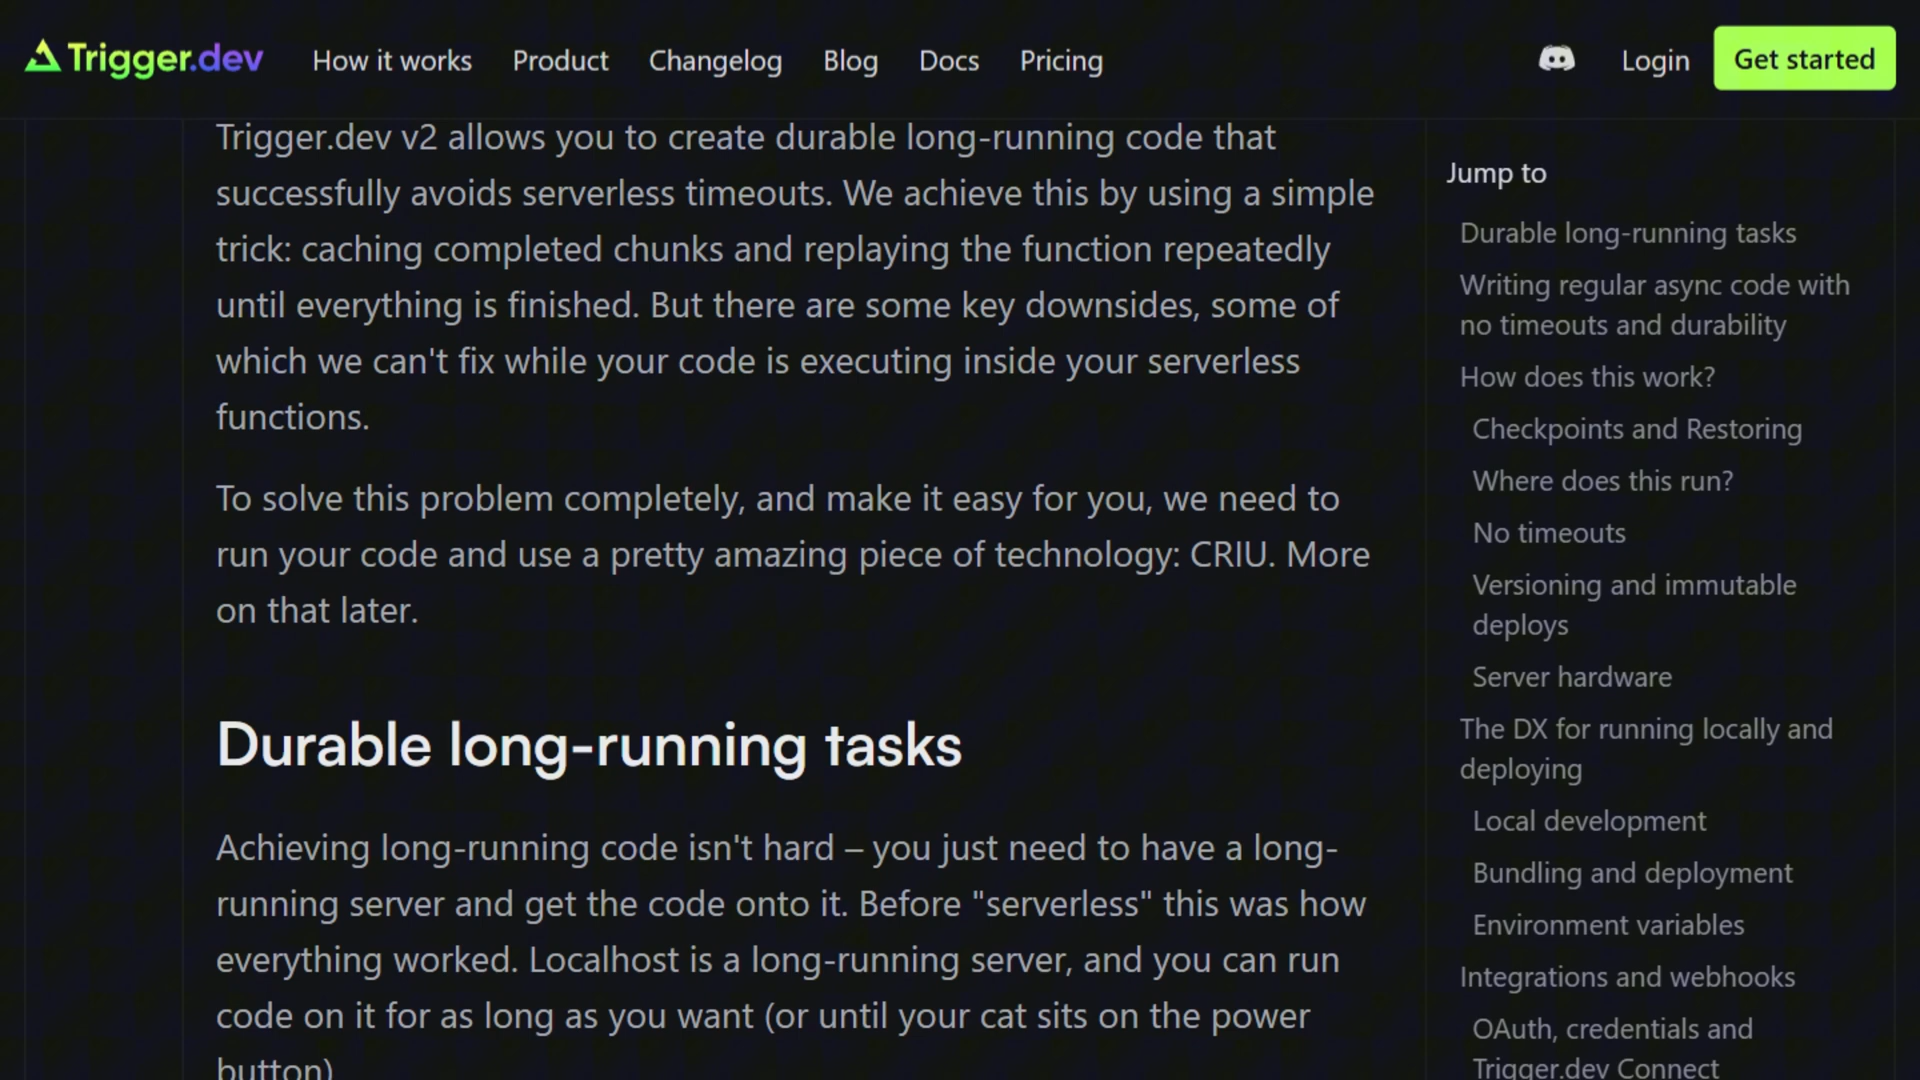 Trigger.dev
How it works
Product
Changelog
Blog
Docs
Pricing
Login
Get started
Trigger.dev v2 allows you to create durable long-running code that
successfully avoids serverless timeouts. We achieve this by using a simple
trick: caching completed chunks and replaying the function repeatedly
until everything is finished. But there are some key downsides, some of
which we can't fix while your code is executing inside your serverless
functions.
To solve this problem completely, and make it easy for you, we need to
run your code and use a pretty amazing piece of technology: CRIU. More
on that later.
Durable long-running tasks
Achieving long-running code isn't hard – you just need to have a long-
running server and get the code onto it. Before "serverless" this was how
everything worked. Localhost is a long-running server, and you can run
code on it for as long as you want (or until your cat sits on the power
button)
Jump to
Durable long-running tasks
Writing regular async code with
no timeouts and durability
How does this work?
Checkpoints and Restoring
Where does this run?
No timeouts
Versioning and immutable
deploys
Server hardware
The DX for running locally and
deploying
Local development
Bundling and deployment
Environment variables
Integrations and webhooks
OAuth, credentials and
Trigger.dev Connect